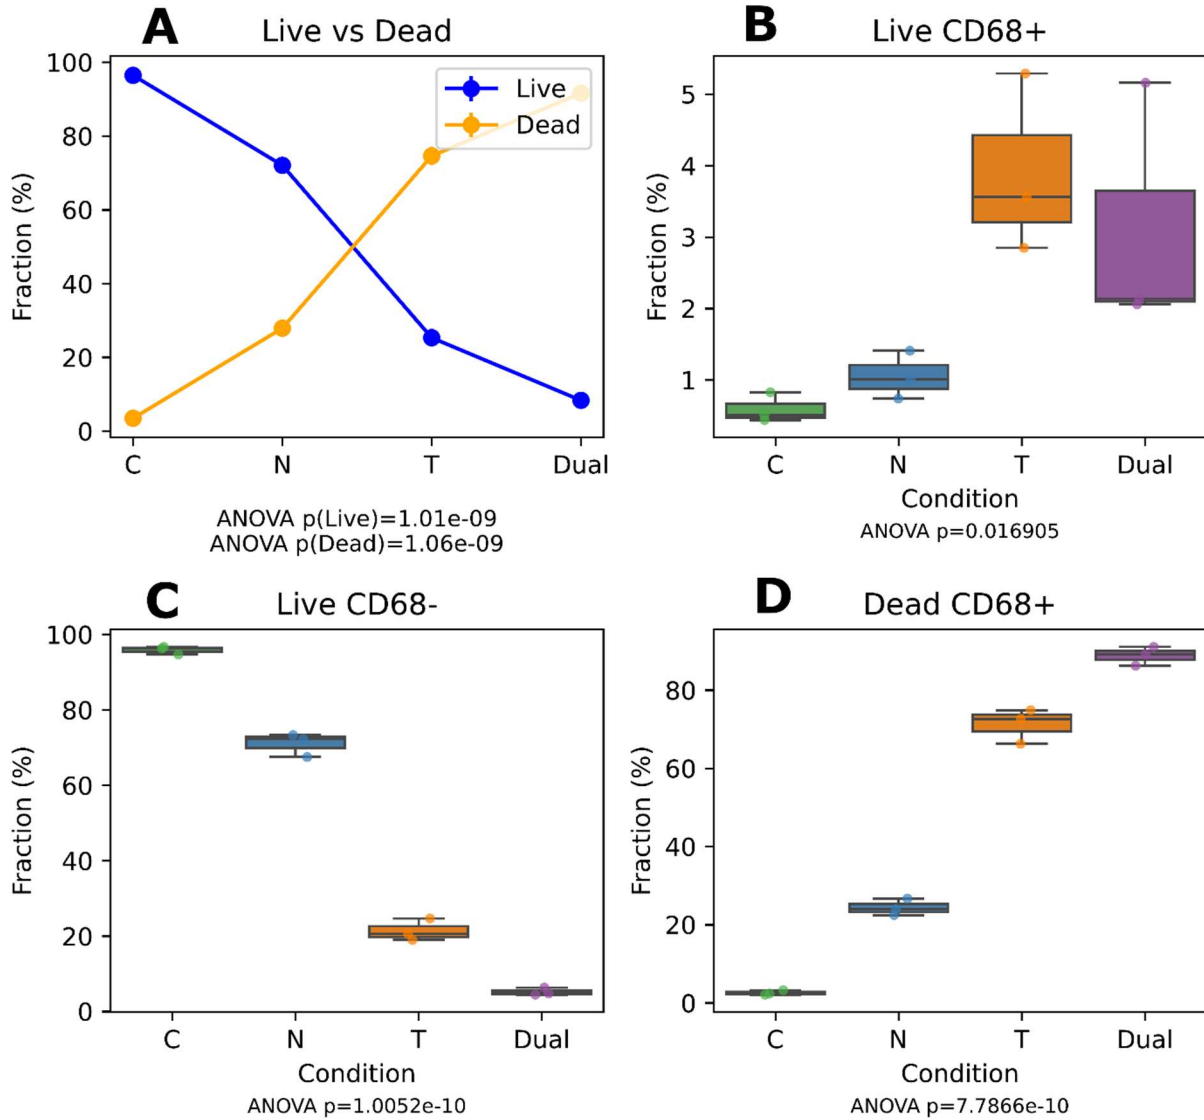 A Live vs Dead
100
80
60
40
20
0
Fraction (%)
Live
Dead
C N T Dual
ANOVA p(Live)=1.01e-09
ANOVA p(Dead)=1.06e-09
B Live CD68+
5
4
3
2
1
Fraction (%)
C N T Dual
Condition
ANOVA p=0.016905
C Live CD68-
100
80
60
40
20
0
Fraction (%)
C N T Dual
Condition
ANOVA p=1.0052e-10
D Dead CD68+
80
60
40
20
0
Fraction (%)
C N T Dual
Condition
ANOVA p=7.7866e-10